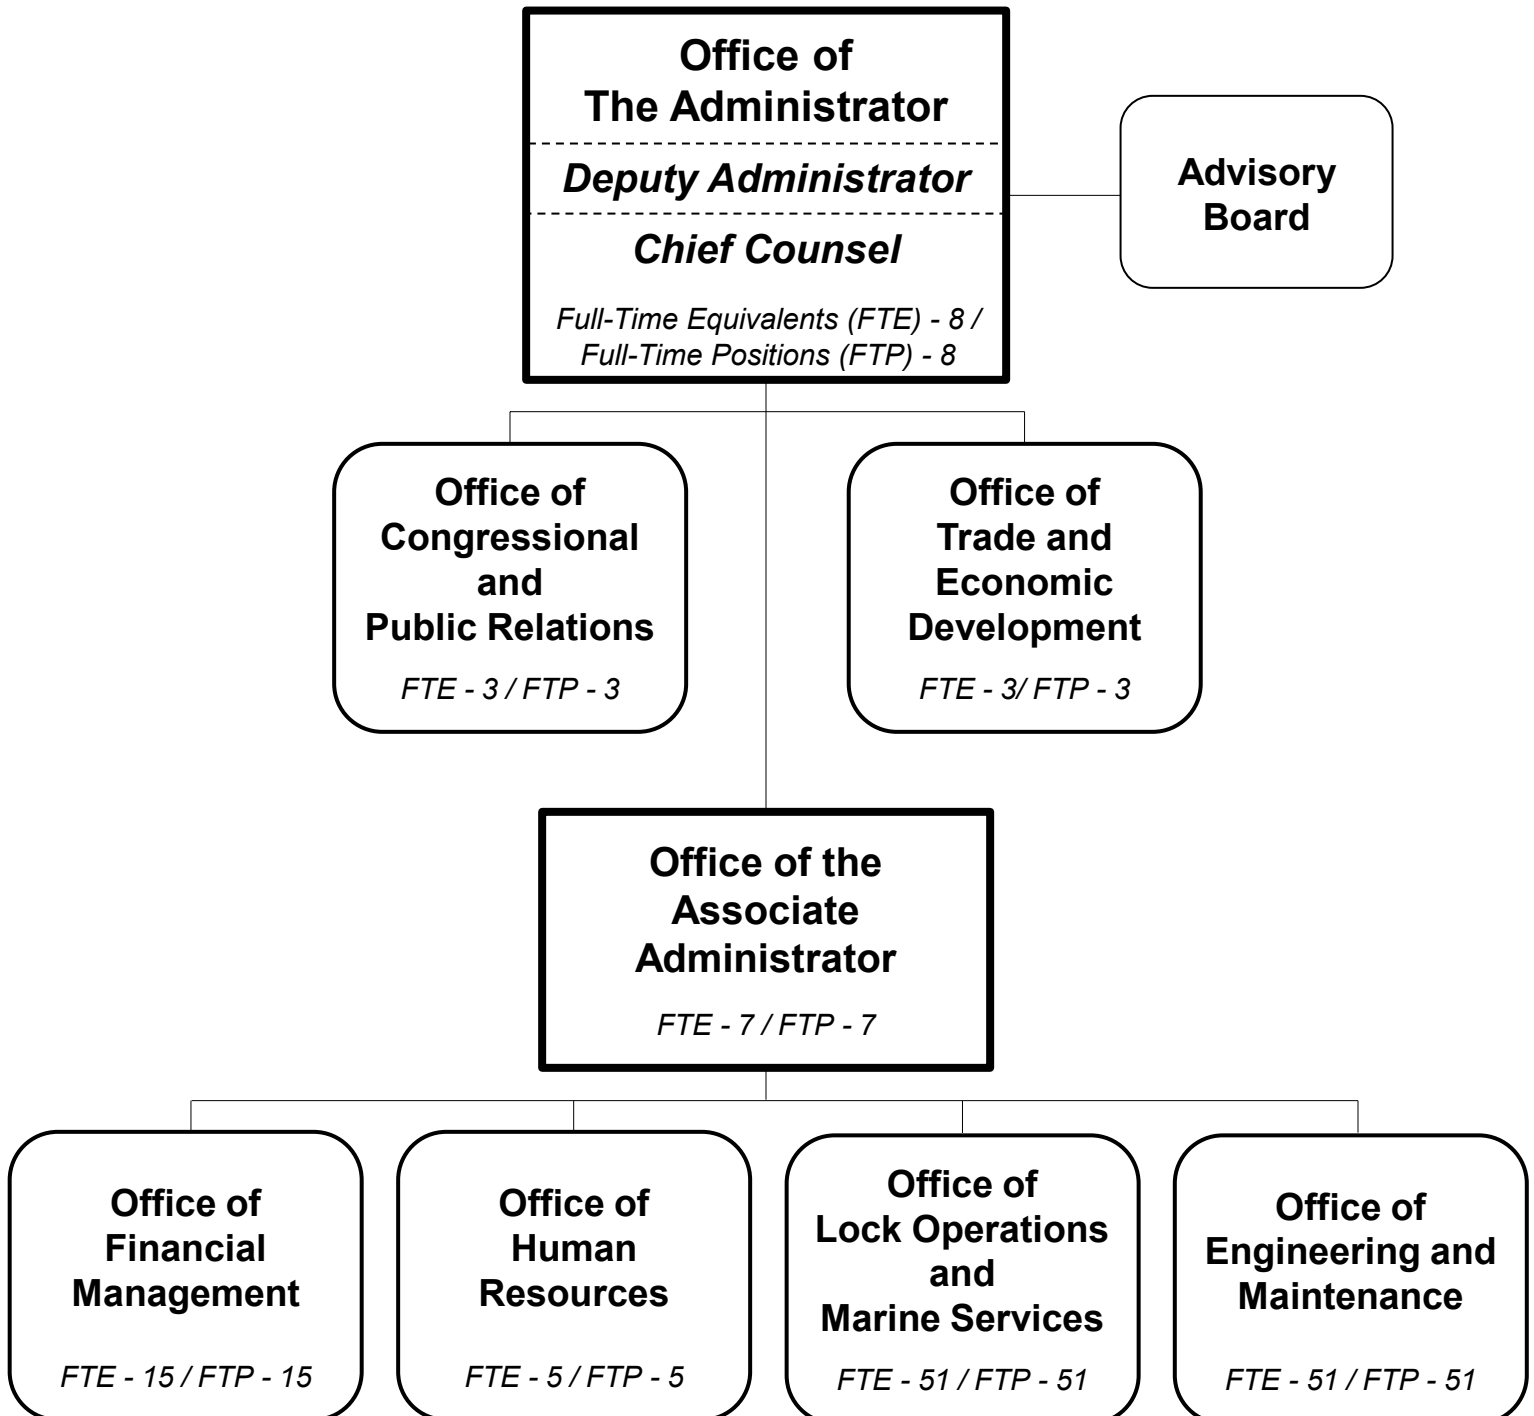 Office of
The Administrator
Deputy Administrator
Chief Counsel
Full-Time Equivalents (FTE) - 8 /
Full-Time Positions (FTP) - 8
Advisory
Board
Office of
Congressional
and
Public Relations
FTE - 3 / FTP - 3
Office of
Trade and
Economic
Development
FTE - 3/ FTP - 3
Office of the
Associate
Administrator
FTE - 7 / FTP - 7
Office of
Financial
Management
FTE - 15 / FTP - 15
Office of
Human
Resources
FTE - 5 / FTP - 5
Office of
Lock Operations
and
Marine Services
FTE - 51 / FTP - 51
Office of
Engineering and
Maintenance
FTE - 51 / FTP - 51